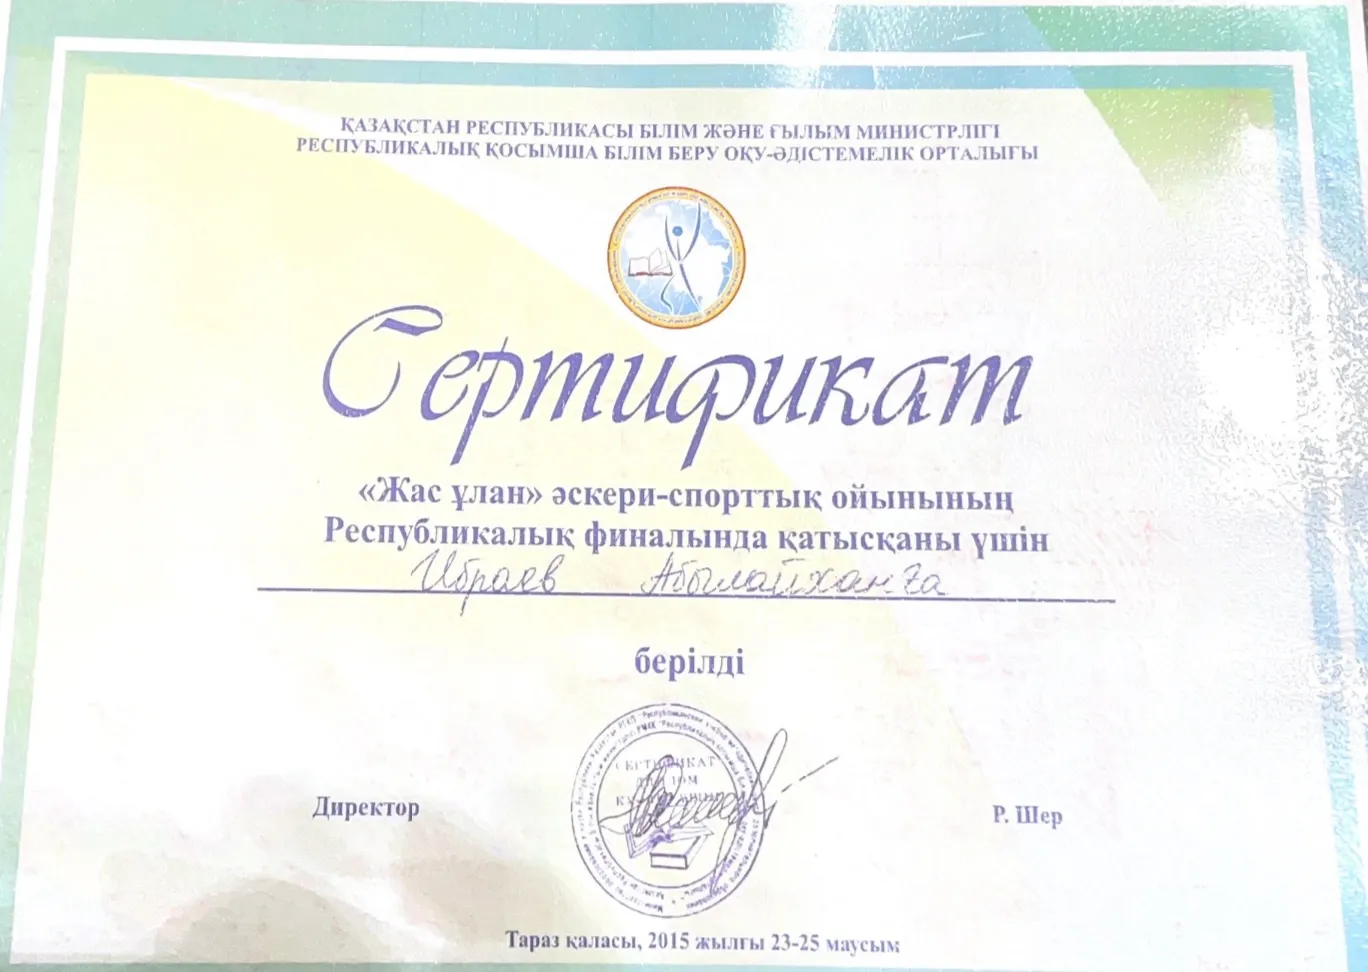 ҚАЗАҚСТАН РЕСПУБЛИКАСЫ БІЛІМ ЖӘНЕ ҒЫЛЫМ МИНИСТРЛІГІ
РЕСПУБЛИКАЛЫҚ ҚОСЫМША БІЛІМ БЕРУ ОҚУ-ӘДІСТЕМЕЛІК ОРТАЛЫҒЫ
Сертификат
«Жас ұлан» әскери-спорттық ойынының
Республикалық финалында қатысқаны үшін
Ибраев Абылайханға
берілді
СЕРТИФИКАТ
Директор
Р. Шер
Тараз қаласы, 2015 жылғы 23-25 маусым